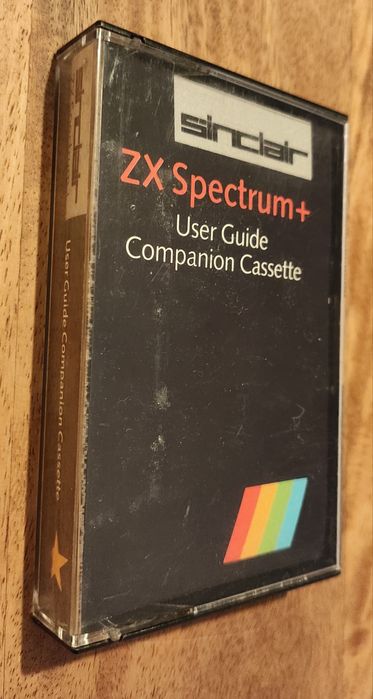 sinclair
ZX Spectrum+
User Guide
Companion Cassette
sinclair
User Guide Companion Cassette